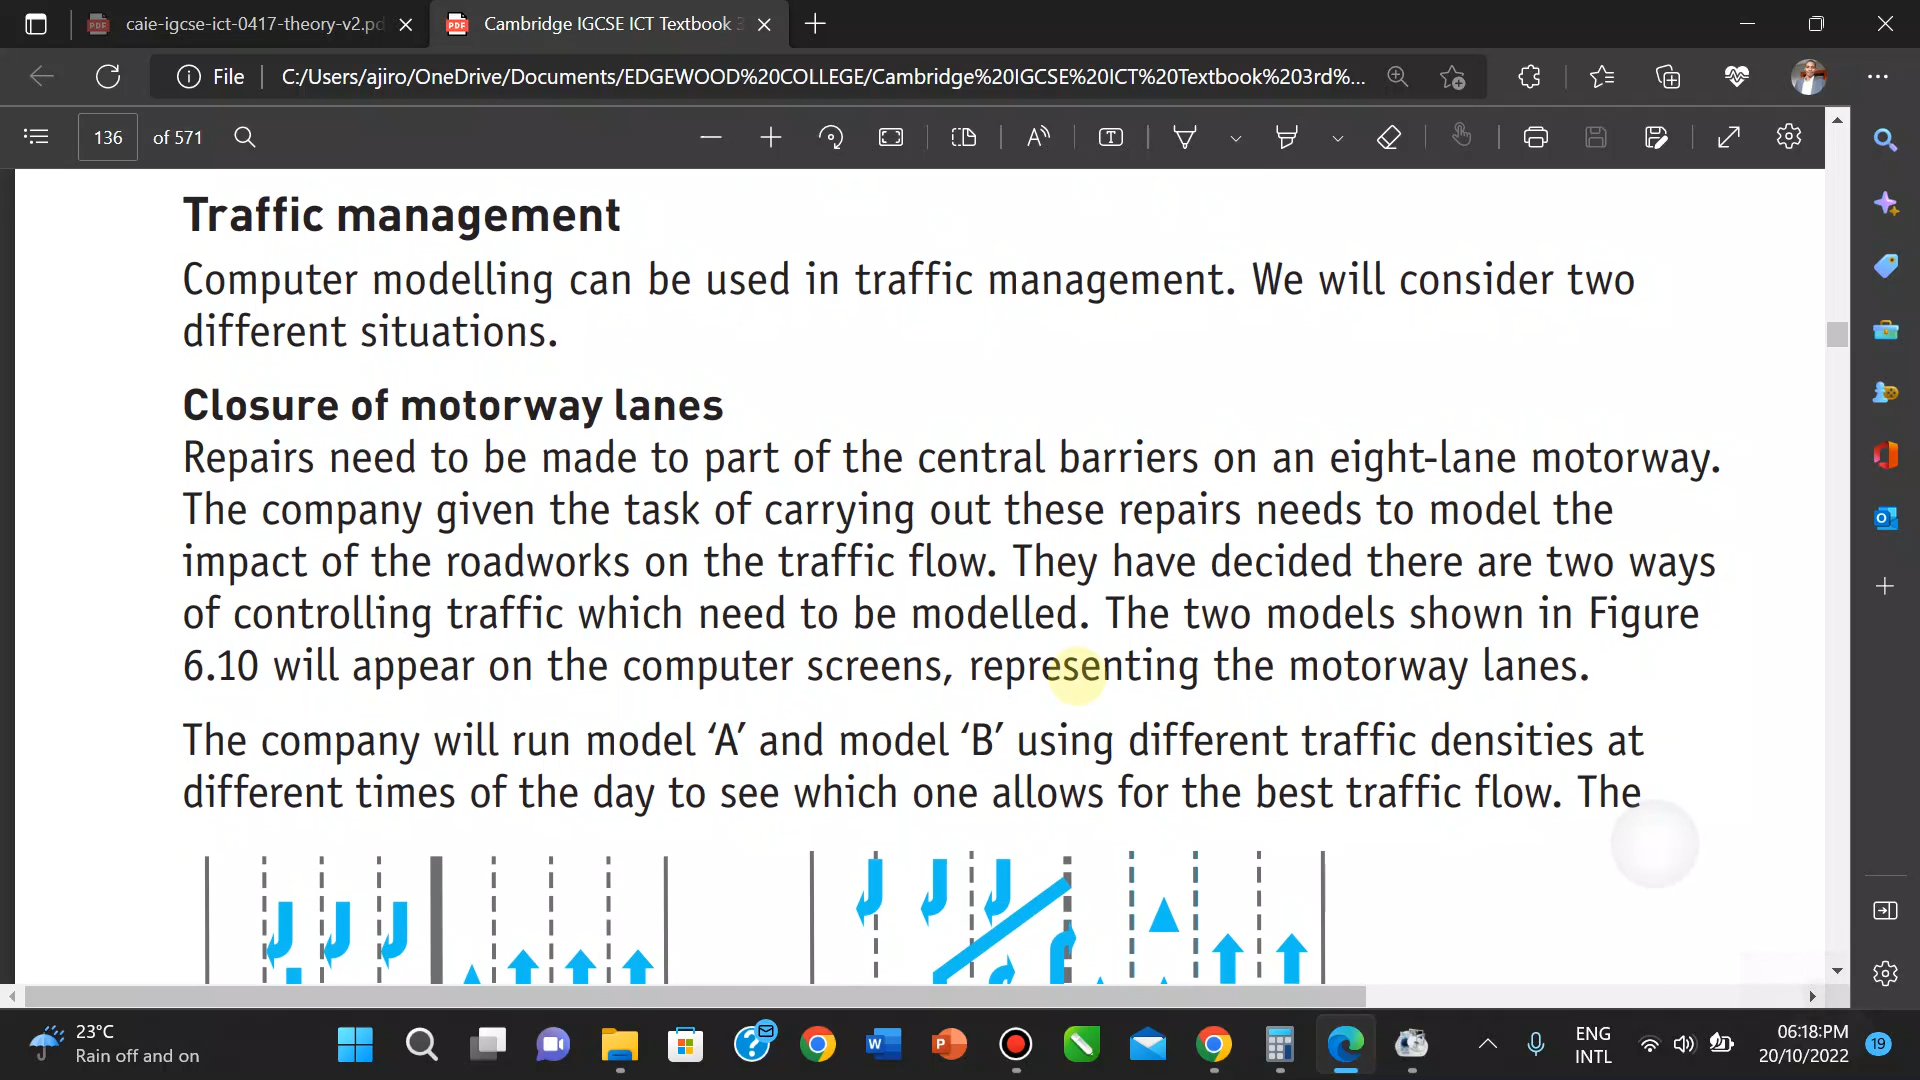 caie-igcse-ict-0417-theory-v2.pd
Cambridge IGCSE ICT Textbook 3
File
C:/Users/ajiro/OneDrive/Documents/EDGEWOOD%20COLLEGE/Cambridge%20IGCSE%20ICT%20Textbook%203rd%...
136 of 571
Traffic management
Computer modelling can be used in traffic management. We will consider two
different situations.
Closure of motorway lanes
Repairs need to be made to part of the central barriers on an eight-lane motorway.
The company given the task of carrying out these repairs needs to model the
impact of the roadworks on the traffic flow. They have decided there are two ways
of controlling traffic which need to be modelled. The two models shown in Figure
6.10 will appear on the computer screens, representing the motorway lanes.
The company will run model ‘A’ and model ‘B’ using different traffic densities at
different times of the day to see which one allows for the best traffic flow. The
23°C
Rain off and on
ENG
INTL
06:18:PM
20/10/2022
19